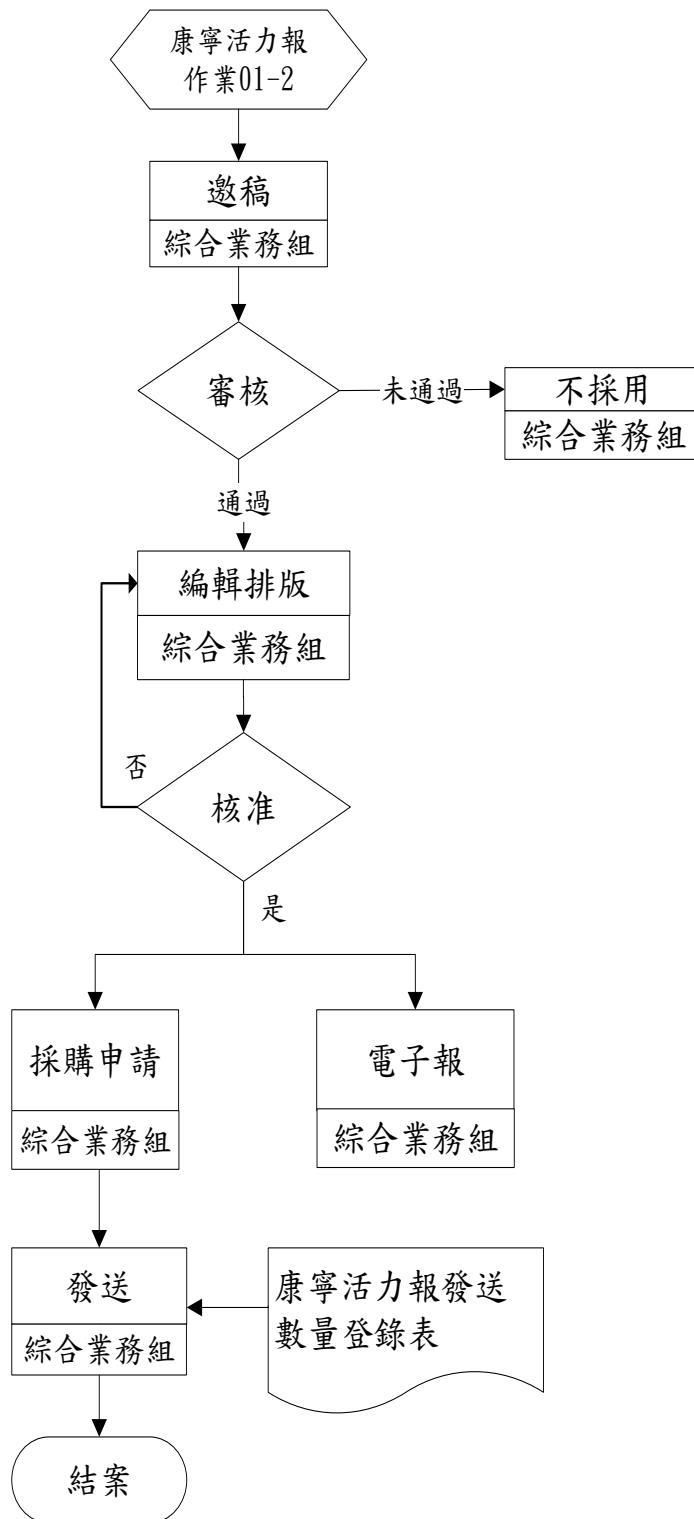 康寧活力報
作業01-2
邀稿
綜合業務組
審核
未通過
不採用
綜合業務組
通過
編輯排版
綜合業務組
否
核准
是
採購申請
綜合業務組
電子報
綜合業務組
發送
綜合業務組
康寧活力報發送
數量登錄表
結案